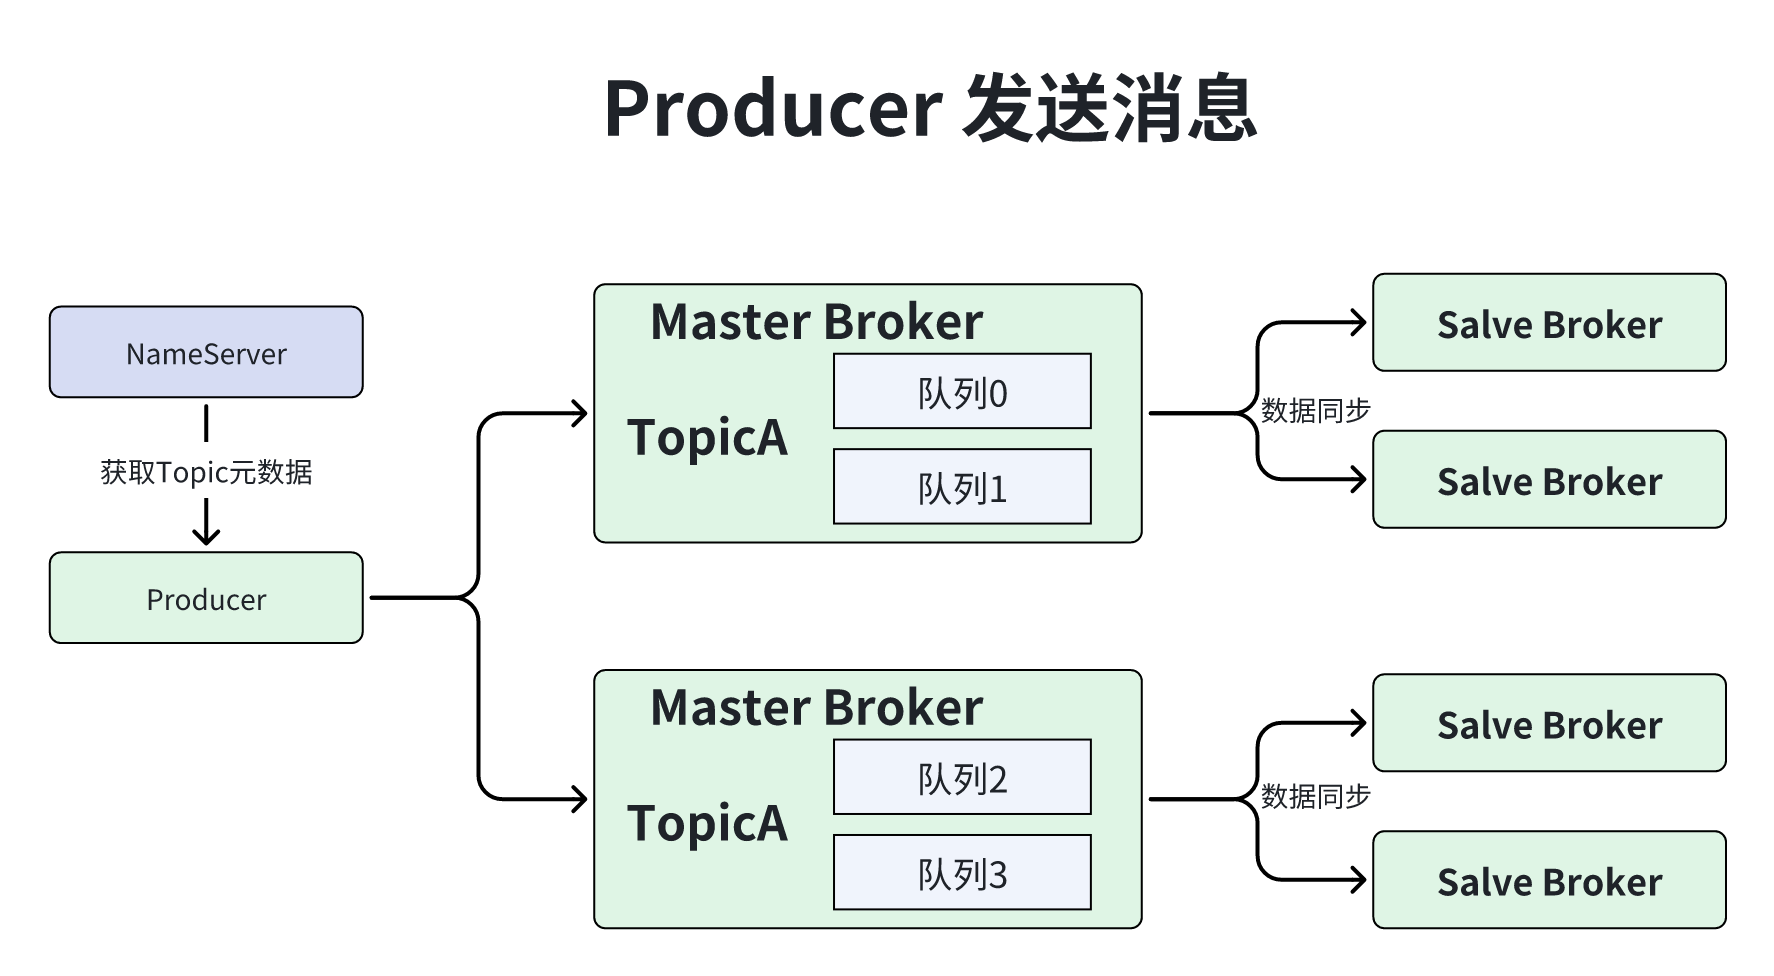 Producer 发送消息
NameServer
获取Topic元数据
Producer
Master Broker
TopicA
队列0
队列1
数据同步
Salve Broker
Salve Broker
Master Broker
TopicA
队列2
队列3
数据同步
Salve Broker
Salve Broker